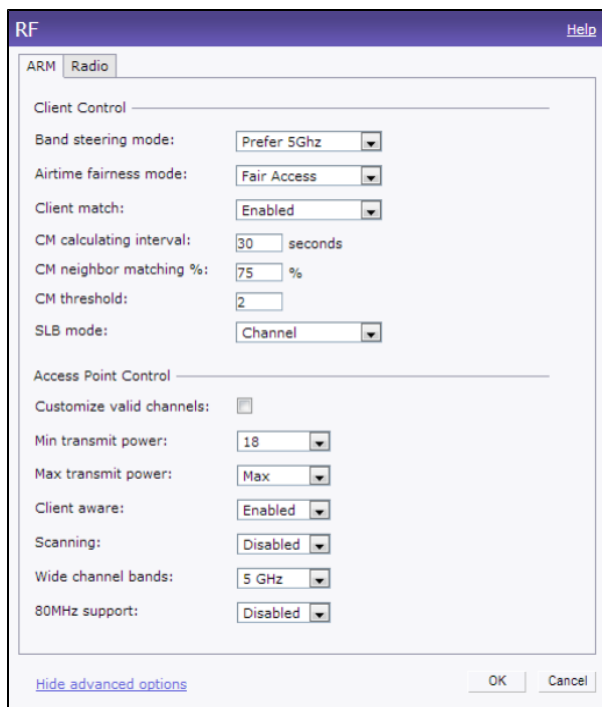 RF
Help
ARM
Radio
Client Control
Band steering mode: Prefer 5Ghz
Airtime fairness mode: Fair Access
Client match: Enabled
CM calculating interval: 30 seconds
CM neighbor matching %: 75 %
CM threshold: 2
SLB mode: Channel
Access Point Control
Customize valid channels:
Min transmit power: 18
Max transmit power: Max
Client aware: Enabled
Scanning: Disabled
Wide channel bands: 5 GHz
80MHz support: Disabled
Hide advanced options
OK
Cancel